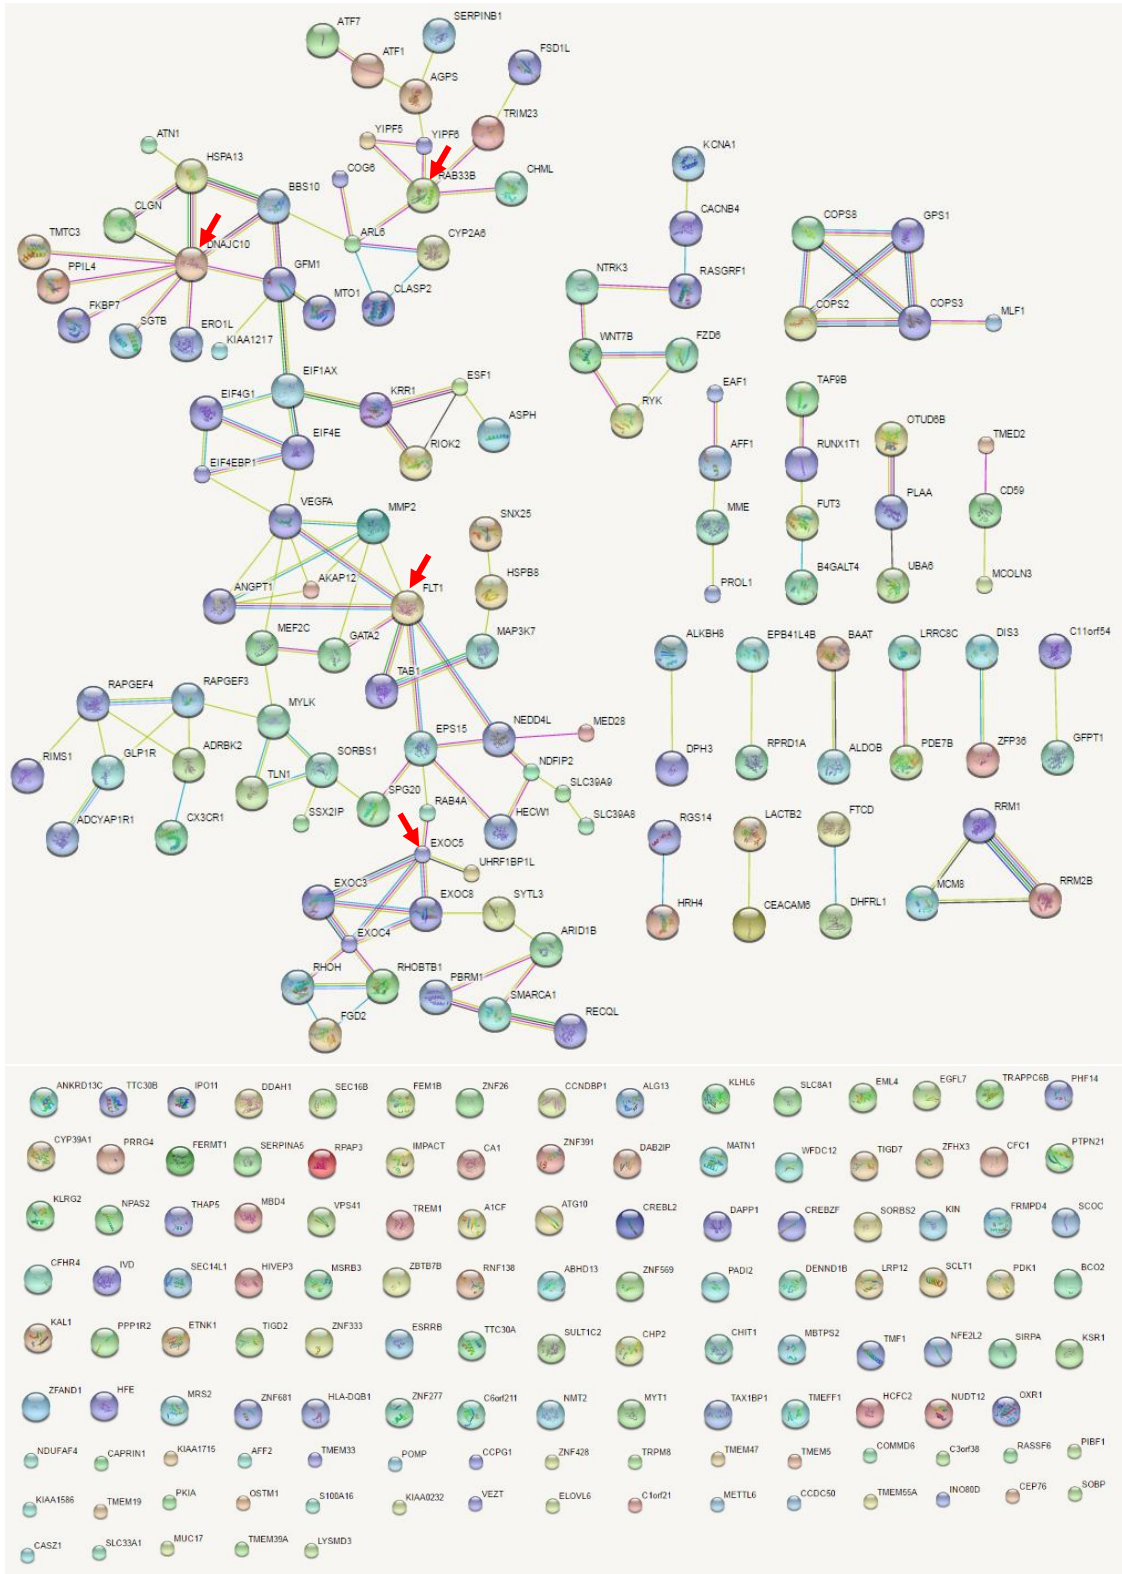 ATF7
SERPINB1
ATF1
FSD1L
AGPS
TRIM23
YIPF5
YIPF6
ATN1
HSPA13
COG6
RAB33B
CHML
KCNA1
CLGN
BBS10
CACNB4
COPS8
GPS1
TMTC3
DNAJC10
ARL6
CYP2A6
PPIL4
GFM1
NTRK3
RASGRF1
FKBP7
SGTB
ERO1L
MTO1
CLASP2
COPS2
COPS3
MLF1
KIAA1217
WNT7B
FZD6
EIF1AX
EIF4G1
KRR1
ESF1
RYK
EAF1
TAF9B
ASPH
EIF4E
RIOK2
AFF1
RUNX1T1
OTUD6B
TMED2
EIF4EBP1
VEGFA
MMP2
SNX25
MME
FUT3
PLAA
CD59
ANGPT1
AKAP12
FLT1
HSPB8
PROL1
B4GALT4
UBA6
MCOLN3
MEF2C
GATA2
MAP3K7
ALKBH8
EPB41L4B
BAAT
LRRC8C
DIS3
C11orf54
TAB1
RAPGEF4
RAPGEF3
MYLK
EPS15
NEDD4L
MED28
DPH3
RPRD1A
ALDOB
PDE7B
ZFP36
GFPT1
RIMS1
GLP1R
ADRBK2
SORBS1
TLN1
NDFIP2
SPG20
RAB4A
SLC39A9
ADCYAP1R1
CX3CR1
SSX2IP
HECW1
SLC39A8
RGS14
LACTB2
FTCD
RRM1
EXOC5
UHRF1BP1L
EXOC3
EXOC8
SYTL3
HRH4
CEACAM6
DHFRL1
MCM8
RRM2B
EXOC4
ARID1B
RHOH
RHOBTB1
PBRM1
SMARCA1
RECQL
FGD2
ANKRD13C TTC30B IPO11 DDAH1 SEC16B FEM1B ZNF26 CCNDBP1 ALG13 KLHL6 SLC8A1 EML4 EGFL7 TRAPPC6B PHF14
CYP39A1 PRRG4 FERMT1 SERPINA5 RPAP3 IMPACT CA1 ZNF391 DAB2IP MATN1 WFDC12 TIGD7 ZFHX3 CFC1 PTPN21
KLRG2 NPAS2 THAP5 MBD4 VPS41 TREM1 A1CF ATG10 CREBL2 DAPP1 CREBZF SORBS2 KIN FRMPD4 SCOC
CFHR4 IVD SEC14L1 HIVEP3 MSRB3 ZBTB7B RNF138 ABHD13 ZNF569 PADI2 DENND1B LRP12 SCLT1 PDK1 BCO2
KAL1 PPP1R2 ETNK1 TIGD2 ZNF333 ESRRB TTC30A SULT1C2 CHP2 CHIT1 MBTPS2 TMF1 NFE2L2 SIRPA KSR1
ZFAND1 HFE MRS2 ZNF681 HLA-DQB1 ZNF277 C6orf211 NMT2 MYT1 TAX1BP1 TMEFF1 HCFC2 NUDT12 OXR1
NDUFAF4 CAPRIN1 KIAA1715 AFF2 TMEM33 POMP CCPG1 ZNF428 TRPM8 TMEM47 TMEM5 COMMD6 C3orf38 RASSF6 PIBF1
KIAA1586 TMEM19 PKIA OSTM1 S100A16 KIAA0232 VEZT ELOVL6 C1orf21 METTL6 CCDC50 TMEM55A INO80D CEP76 SOBP
CASZ1 SLC33A1 MUC17 TMEM39A LYSMD3